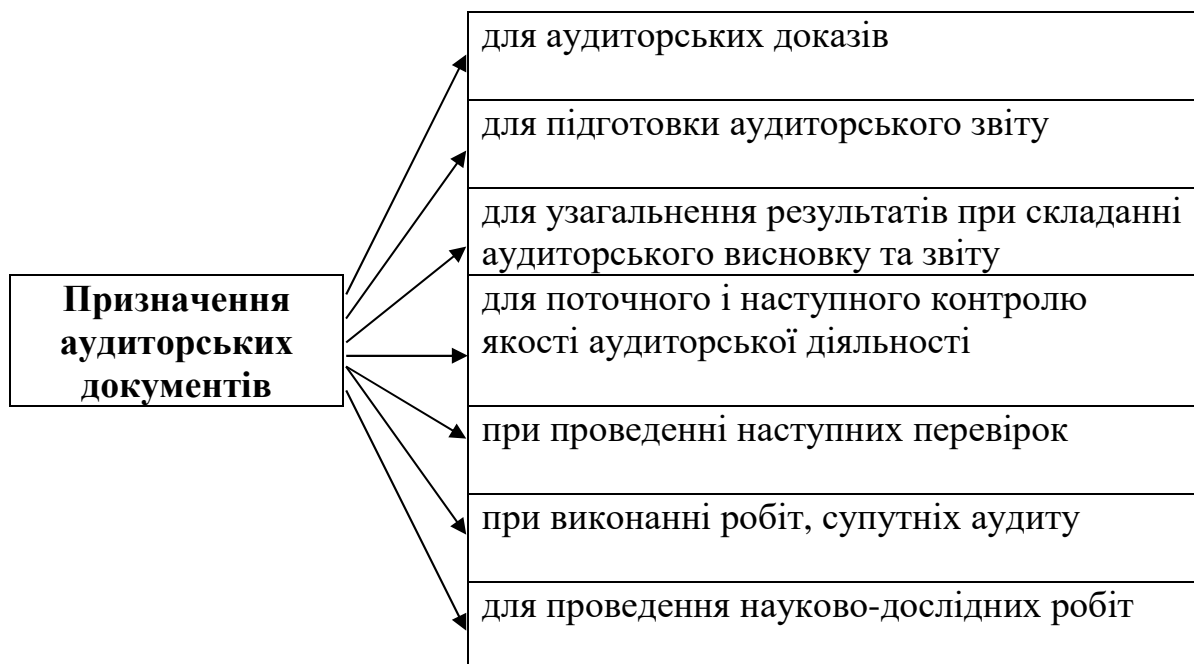 для аудиторських доказів
для підготовки аудиторського звіту
для узагальнення результатів при складанні
аудиторського висновку та звіту
Призначення
аудиторських
документів
для поточного і наступного контролю
якості аудиторської діяльності
при проведенні наступних перевірок
при виконанні робіт, супутніх аудиту
для проведення науково-дослідних робіт